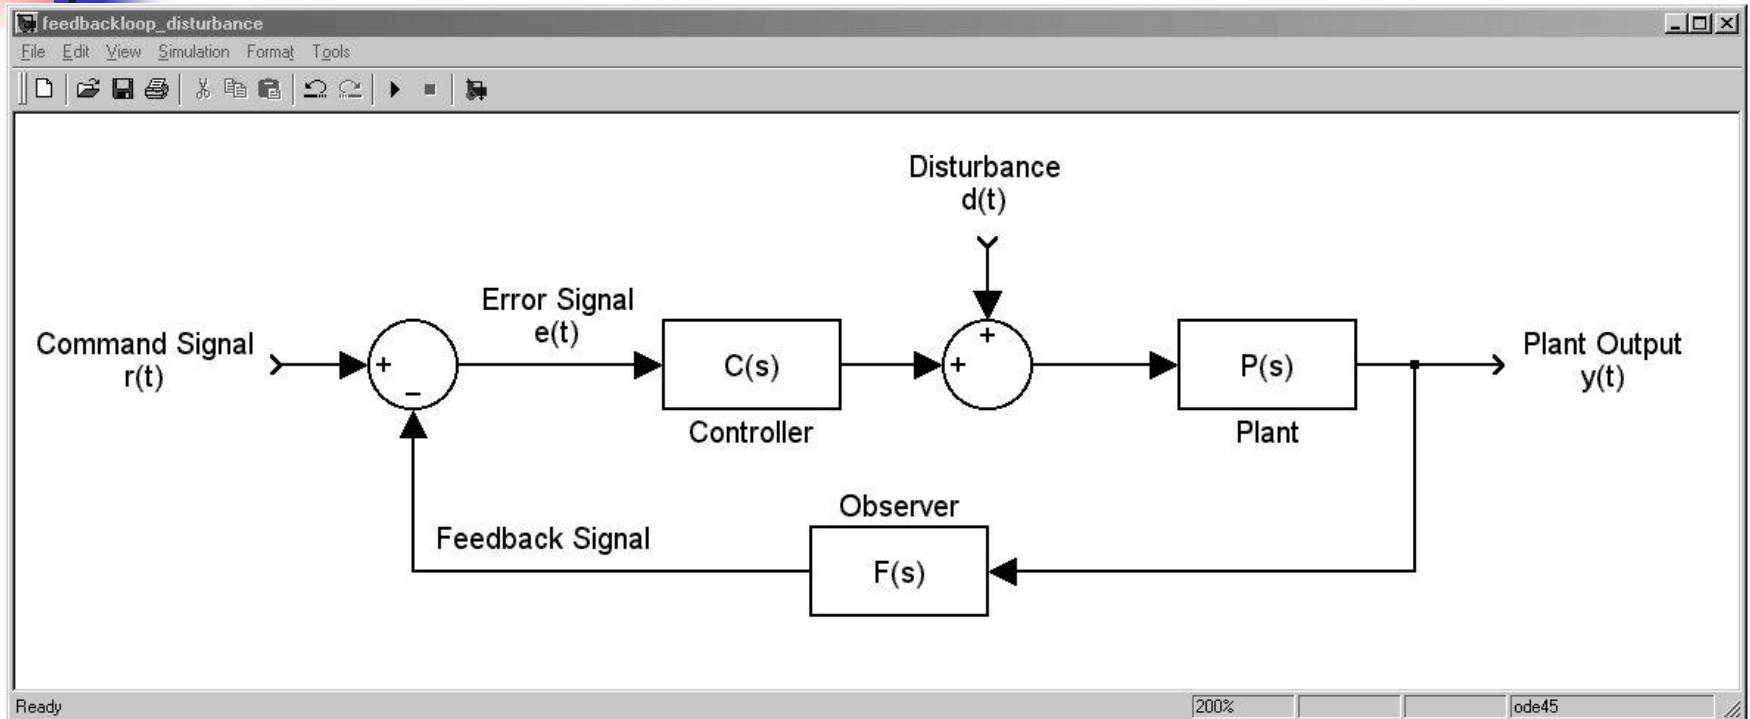 feedbackloop_disturbance
File Edit View Simulation Format Tools
Disturbance
d(t)
Error Signal
e(t)
Command Signal
r(t)
+
−
C(s)
Controller
+
+
P(s)
Plant
Plant Output
y(t)
Observer
Feedback Signal
F(s)
Ready 200% ode45